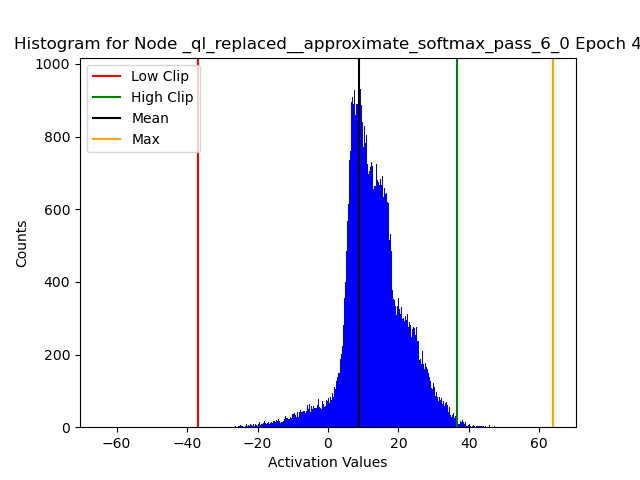 Histogram for Node _ql_replaced__approximate_softmax_pass_6_0 Epoch 4
Low Clip
High Clip
Mean
Max
1000
800
600
400
200
0
Counts
−60
−40
−20
0
20
40
60
Activation Values